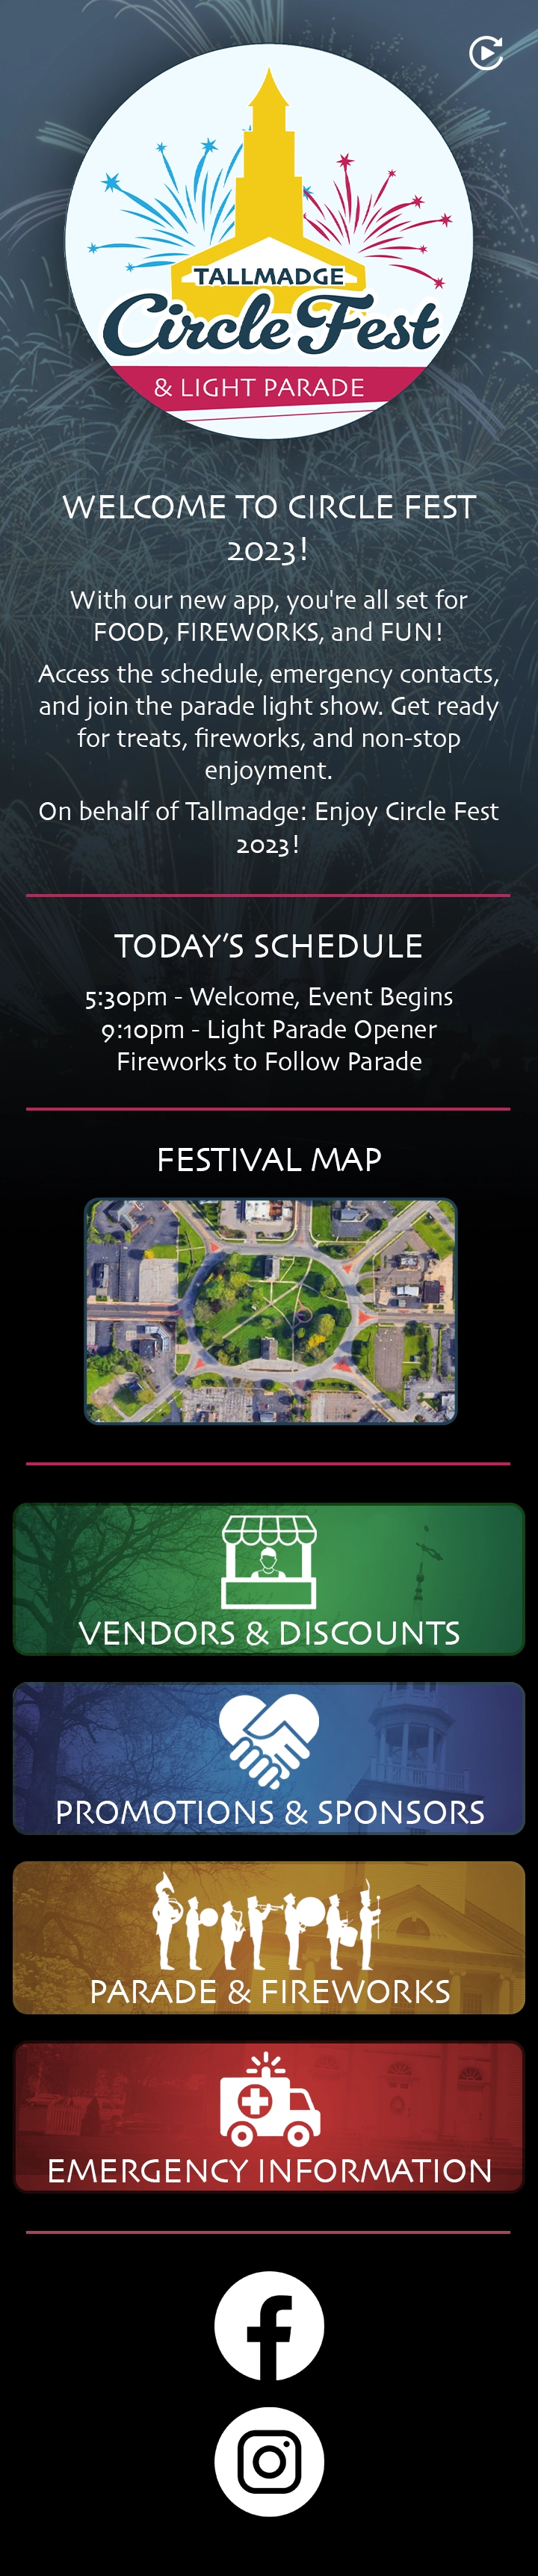 TALLMADGE
Circle Fest
& LIGHT PARADE
WELCOME TO CIRCLE FEST
2023!
With our new app, you're all set for
FOOD, FIREWORKS, and FUN!
Access the schedule, emergency contacts,
and join the parade light show. Get ready
for treats, fireworks, and non-stop
enjoyment.
On behalf of Tallmadge: Enjoy Circle Fest
2023!
TODAY’S SCHEDULE
5:30pm - Welcome, Event Begins
9:10pm - Light Parade Opener
Fireworks to Follow Parade
FESTIVAL MAP
VENDORS & DISCOUNTS
PROMOTIONS & SPONSORS
PARADE & FIREWORKS
EMERGENCY INFORMATION